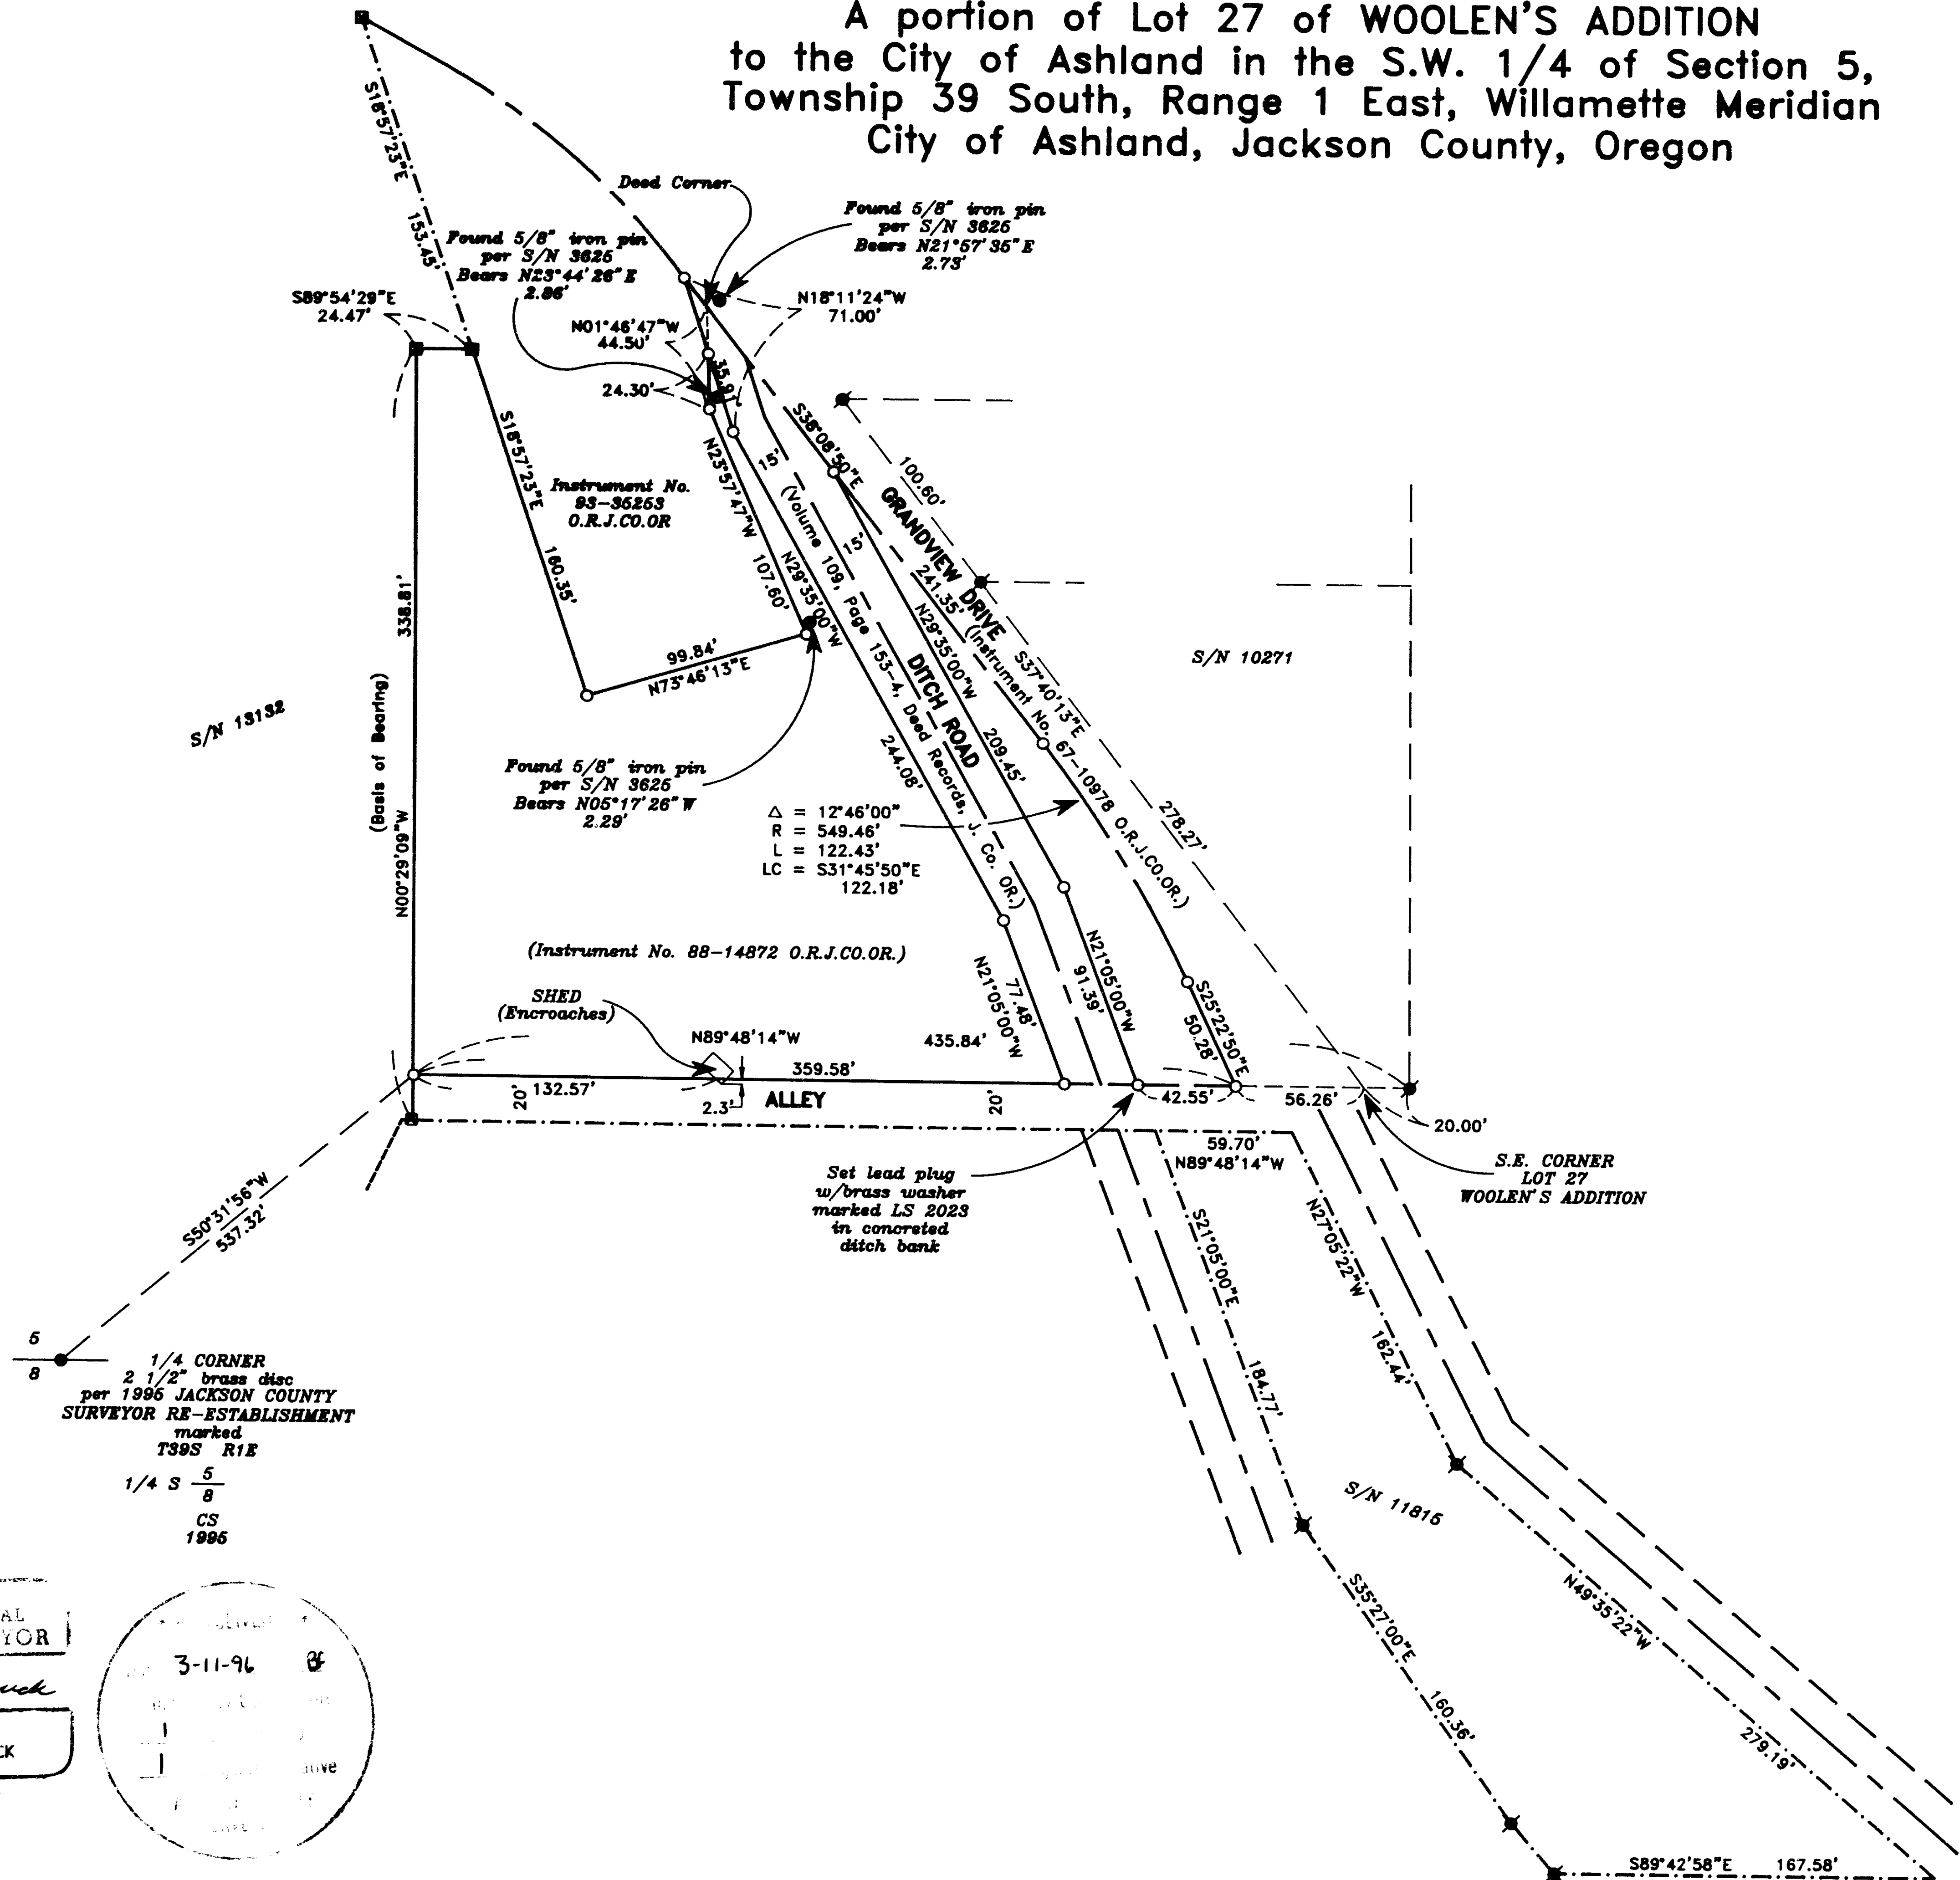 A portion of Lot 27 of WOOLEN'S ADDITION
to the City of Ashland in the S.W. 1/4 of Section 5,
Township 39 South, Range 1 East, Willamette Meridian
City of Ashland, Jackson County, Oregon
S18°57'23"E
153.45'
Deed Corner
Found 5/8" iron pin
per S/N 3625
Bears N21°57'35"E
2.73'
Found 5/8" iron pin
per S/N 3625
Bears N23°44'26"E
2.86'
S89°54'29"E
24.47'
N18°11'24"W
71.00'
N01°46'47"W
44.50'
24.30'
35.91'
S18°57'23"E
160.35'
Instrument No.
93-35253
O.R.J.CO.OR
N23°57'47"W
107.60'
15'
15'
S38°08'50"E
241.35'
100.60'
GRANDVIEW DRIVE
(Instrument No. 67-10978 O.R.J.CO.OR.)
S37°40'13"E
278.27'
N29°35'00"W
244.08'
(Volume 109, Page 153-4, Deed Records, J. Co. OR.)
DITCH ROAD
N29°35'00"W
209.45'
S/N 10271
99.84'
N73°46'13"E
338.81'
(Basis of Bearing)
N00°29'09"W
S/N 13132
Found 5/8" iron pin
per S/N 3625
Bears N05°17'26"W
2.29'
Δ = 12°46'00"
R = 549.46'
L = 122.43'
LC = S31°45'50"E
122.18'
(Instrument No. 88-14872 O.R.J.CO.OR.)
SHED
(Encroaches)
N89°48'14"W
359.58'
435.84'
N21°05'00"W
77.48'
N21°05'00"W
91.39'
S25°22'50"E
50.28'
20'
132.57'
2.3'
ALLEY
20'
42.55'
56.26'
20.00'
59.70'
N89°48'14"W
S.E. CORNER
LOT 27
WOOLEN'S ADDITION
Set lead plug
w/brass washer
marked LS 2023
in concreted
ditch bank
S50°31'56"W
537.32'
S21°05'00"E
184.77'
N27°05'22"W
162.44'
5
8
1/4 CORNER
2 1/2" brass disc
per 1995 JACKSON COUNTY
SURVEYOR RE-ESTABLISHMENT
marked
T39S R1E
1/4 S 5
8
CS
1995
S/N 11815
S35°27'00"E
160.36'
N49°35'22"W
279.19'
S89°42'58"E 167.58'
AL
YOR
3-11-96
CK